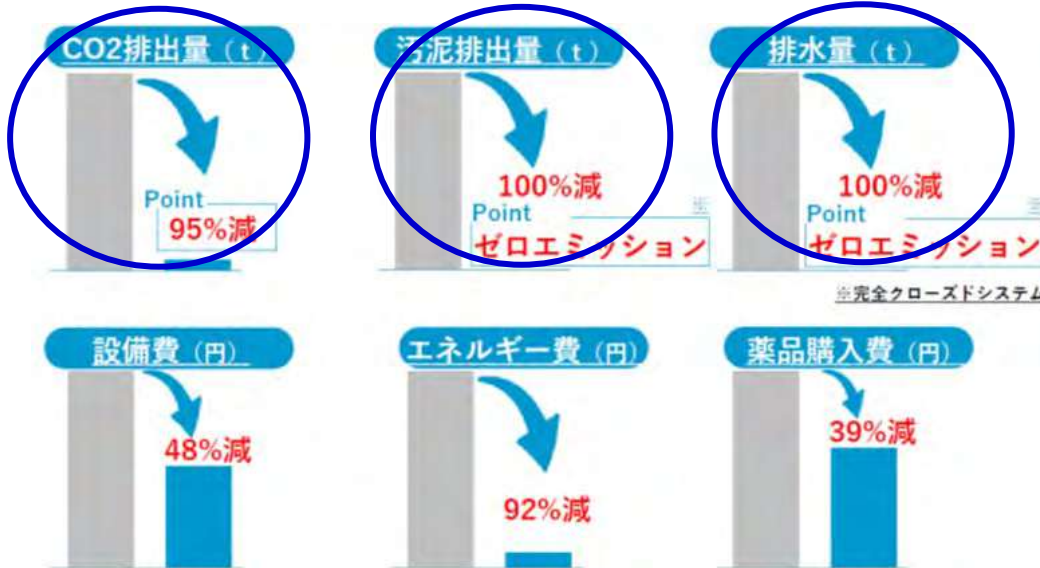 CO2排出量（t）
汚泥排出量（t）
排水量（t）
Point
95%減
100%減
※
Point
ゼロエミッション
100%減
Point
ゼロエミッション
※完全クローズドシステム
設備費（円）
エネルギー費（円）
薬品購入費（円）
48%減
92%減
39%減